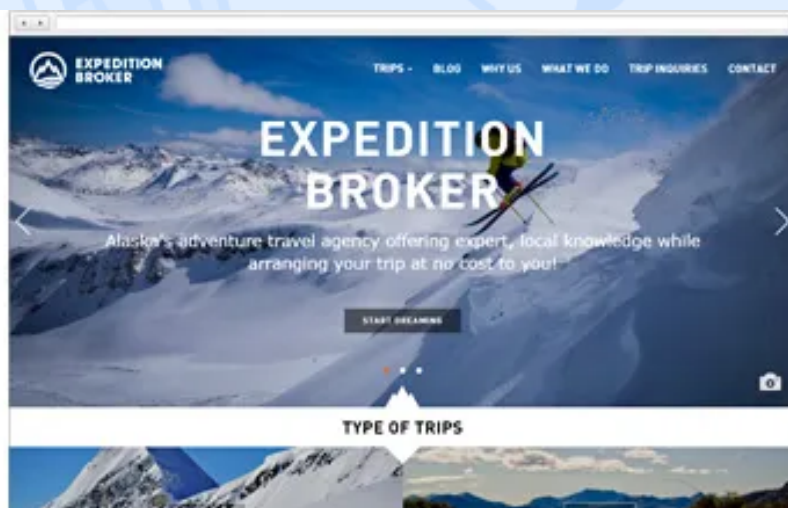 EXPEDITION
BROKER
TRIPS
BLOG
WHY US
WHAT WE DO
TRIP INQUIRIES
CONTACT
EXPEDITION
BROKER
Alaska's adventure travel agency offering expert, local knowledge while
arranging your trip at no cost to you!
START DREAMING
TYPE OF TRIPS